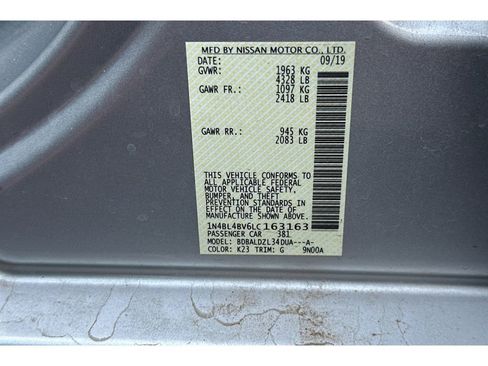 MFD BY NISSAN MOTOR CO., LTD.
DATE: 09/19
GVWR: 1963 KG
4328 LB
GAWR FR.: 1097 KG
2418 LB
GAWR RR.: 945 KG
2083 LB
THIS VEHICLE CONFORMS TO
ALL APPLICABLE FEDERAL
MOTOR VEHICLE SAFETY,
BUMPER, AND THEFT
PREVENTION STANDARDS IN
EFFECT ON THE DATE OF
MANUFACTURE SHOWN ABOVE.
1N4BL4BV6LC163163
PASSENGER CAR 381
MODEL: BDBALDZL34DUA---A-
COLOR: K23 TRIM: G 9N00A